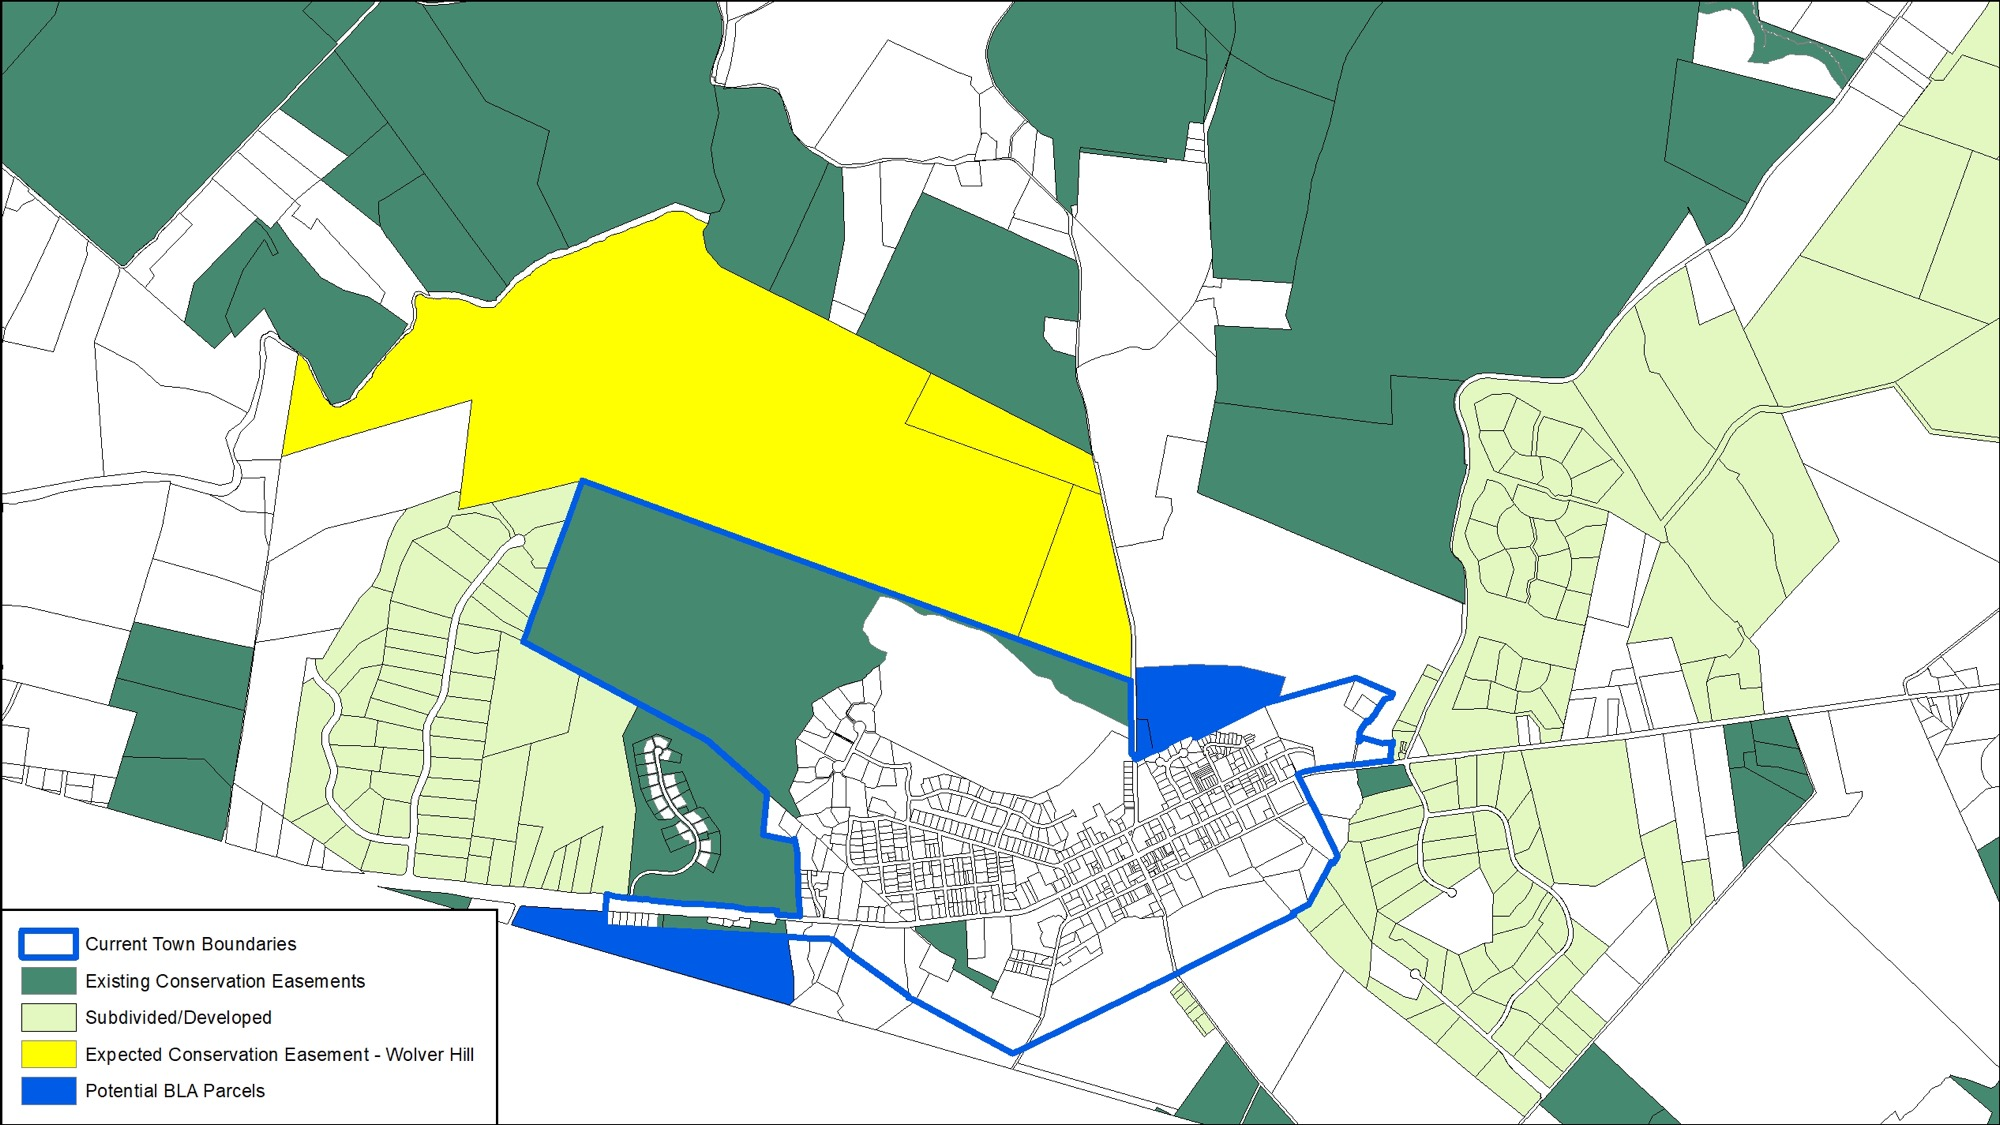 Current Town Boundaries
Existing Conservation Easements
Subdivided/Developed
Expected Conservation Easement - Wolver Hill
Potential BLA Parcels